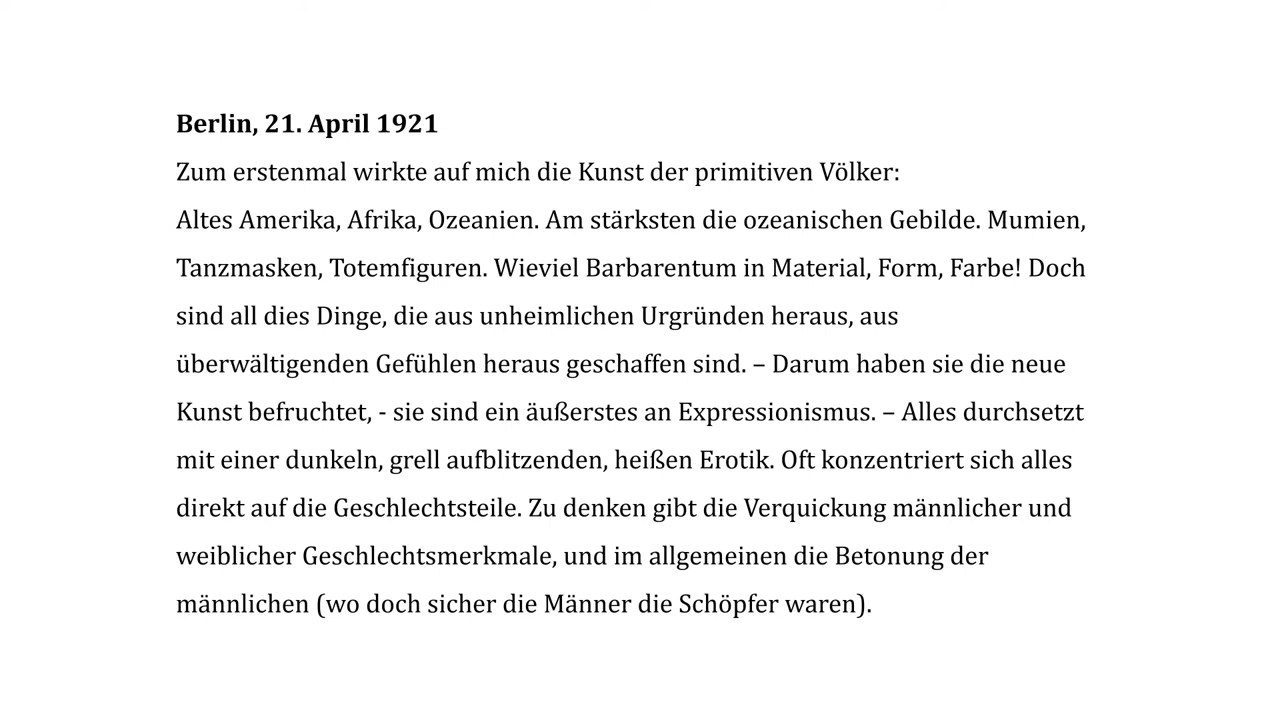 Berlin, 21. April 1921
Zum erstenmal wirkte auf mich die Kunst der primitiven Völker:
Altes Amerika, Afrika, Ozeanien. Am stärksten die ozeanischen Gebilde. Mumien,
Tanzmasken, Totemfiguren. Wieviel Barbarentum in Material, Form, Farbe! Doch
sind all dies Dinge, die aus unheimlichen Urgründen heraus, aus
überwältigenden Gefühlen heraus geschaffen sind. – Darum haben sie die neue
Kunst befruchtet, - sie sind ein äußerstes an Expressionismus. – Alles durchsetzt
mit einer dunkeln, grell aufblitzenden, heißen Erotik. Oft konzentriert sich alles
direkt auf die Geschlechtsteile. Zu denken gibt die Verquickung männlicher und
weiblicher Geschlechtsmerkmale, und im allgemeinen die Betonung der
männlichen (wo doch sicher die Männer die Schöpfer waren).